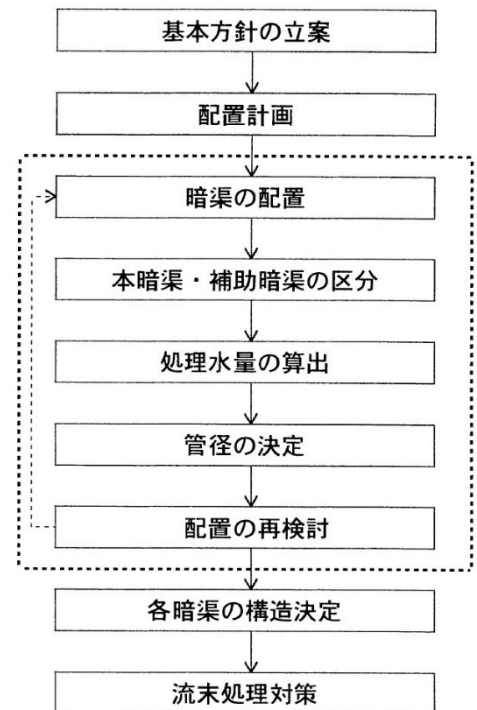 基本方針の立案
配置計画
暗渠の配置
本暗渠・補助暗渠の区分
処理水量の算出
管径の決定
配置の再検討
各暗渠の構造決定
流末処理対策